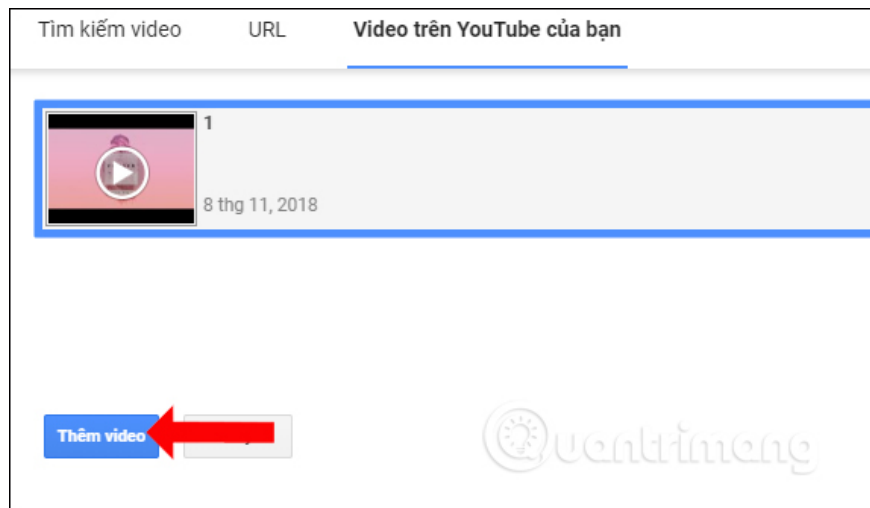 Tìm kiếm video URL Video trên YouTube của bạn
1
8 thg 11, 2018
Thêm video
Quantrimang